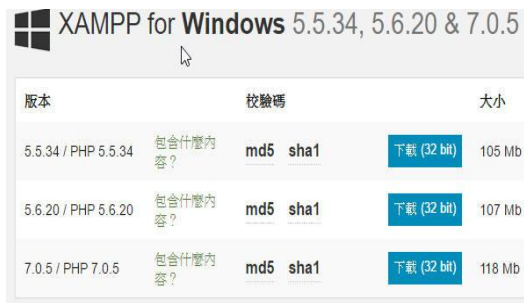 XAMPP for Windows 5.5.34, 5.6.20 & 7.0.5
版本 校驗碼 大小
5.5.34 / PHP 5.5.34 包含什麼內容？ md5 sha1 下載 (32 bit) 105 Mb
5.6.20 / PHP 5.6.20 包含什麼內容？ md5 sha1 下載 (32 bit) 107 Mb
7.0.5 / PHP 7.0.5 包含什麼內容？ md5 sha1 下載 (32 bit) 118 Mb